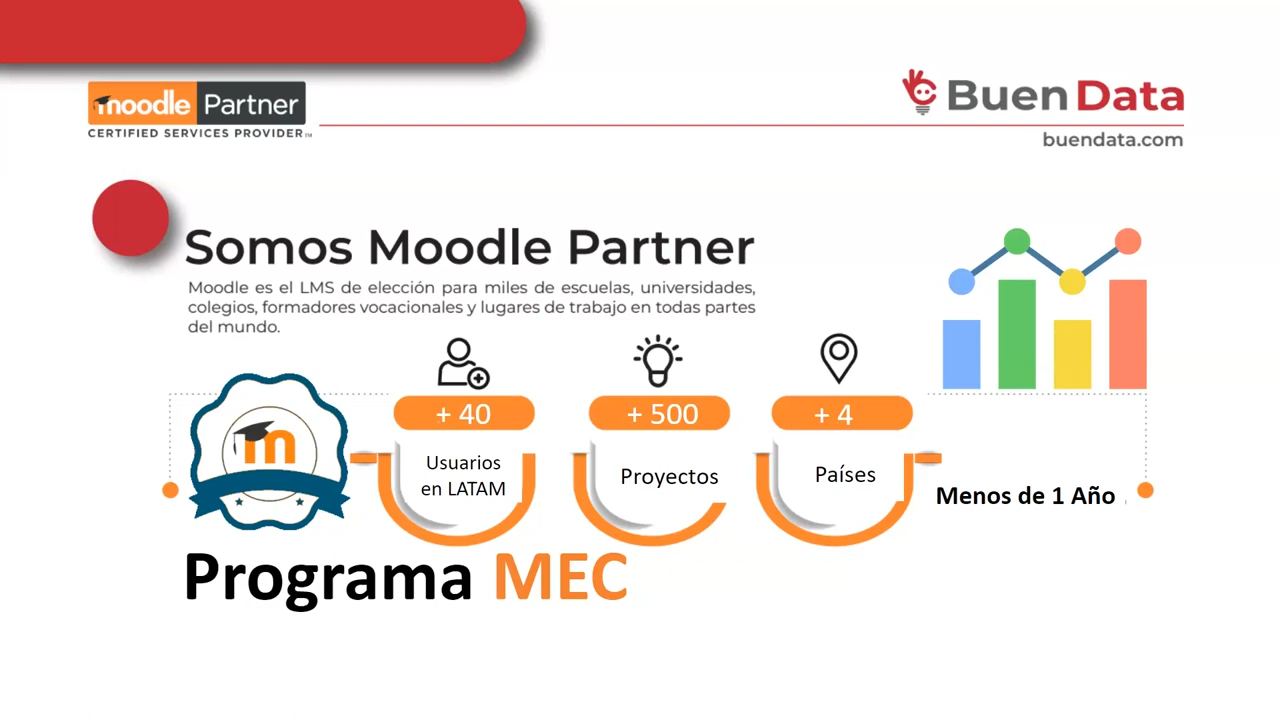 moodle Partner
CERTIFIED SERVICES PROVIDER™
Buen Data
buendata.com
Somos Moodle Partner
Moodle es el LMS de elección para miles de escuelas, universidades,
colegios, formadores vocacionales y lugares de trabajo en todas partes
del mundo.
+ 40
+ 500
+ 4
m
Usuarios
en LATAM
Proyectos
Países
Menos de 1 Año
Programa MEC